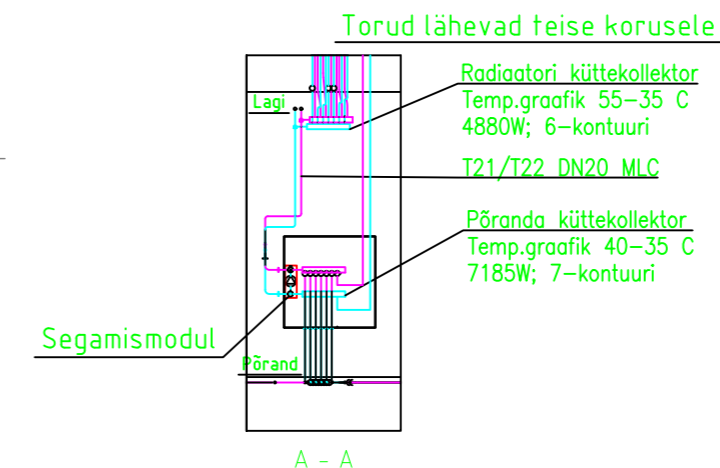 Torud lähevad teise korusele
Radiaatori küttekollektor
Temp.graafik 55-35 C
4880W; 6-kontuuri
Lagi
T21/T22 DN20 MLC
Põranda küttekollektor
Temp.graafik 40-35 C
7185W; 7-kontuuri
Segamismodul
Põrand
A - A